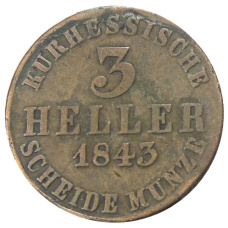 KURHESSISCHE
3
HELLER
1843
SCHEIDE MÜNZE